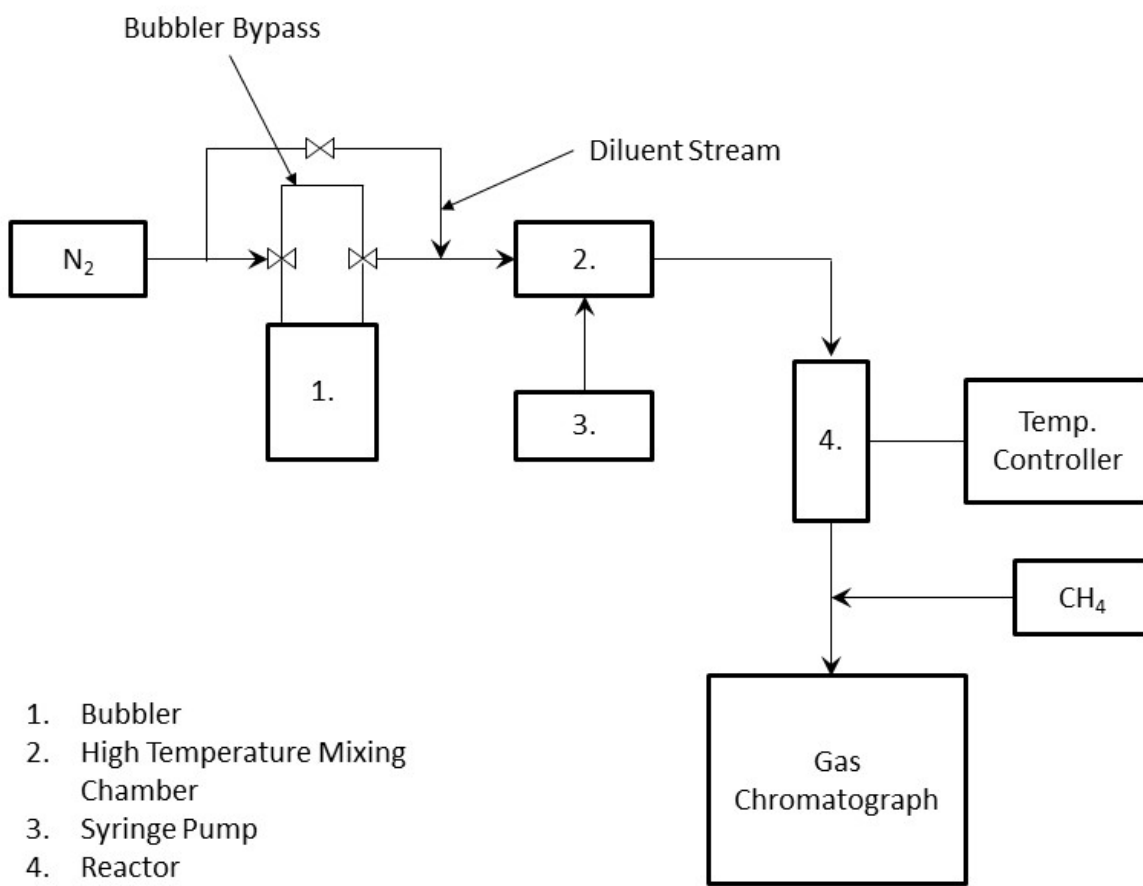 Bubbler Bypass
Diluent Stream
N₂
2.
1.
3.
4.
Temp.
Controller
CH₄
Gas
Chromatograph
1. Bubbler
2. High Temperature Mixing
Chamber
3. Syringe Pump
4. Reactor